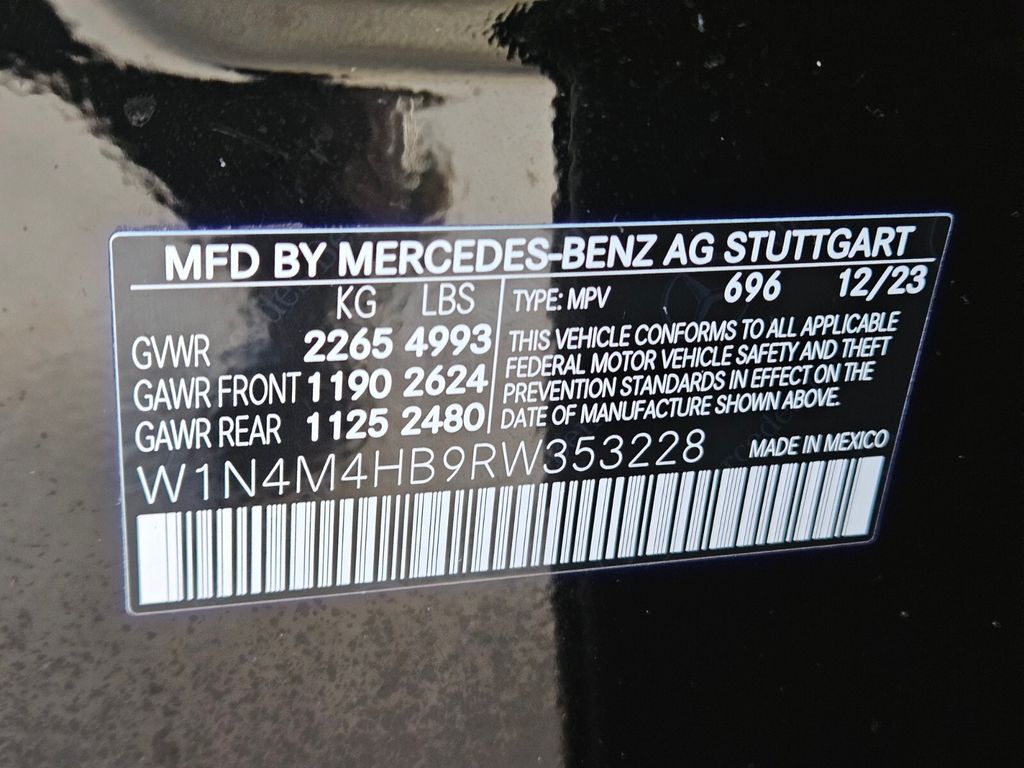 MFD BY MERCEDES-BENZ AG STUTTGART
KG LBS
GVWR 2265 4993
GAWR FRONT 1190 2624
GAWR REAR 1125 2480
TYPE: MPV 696 12/23
THIS VEHICLE CONFORMS TO ALL APPLICABLE
FEDERAL MOTOR VEHICLE SAFETY AND THEFT
PREVENTION STANDARDS IN EFFECT ON THE
DATE OF MANUFACTURE SHOWN ABOVE.
W1N4M4HB9RW353228 MADE IN MEXICO